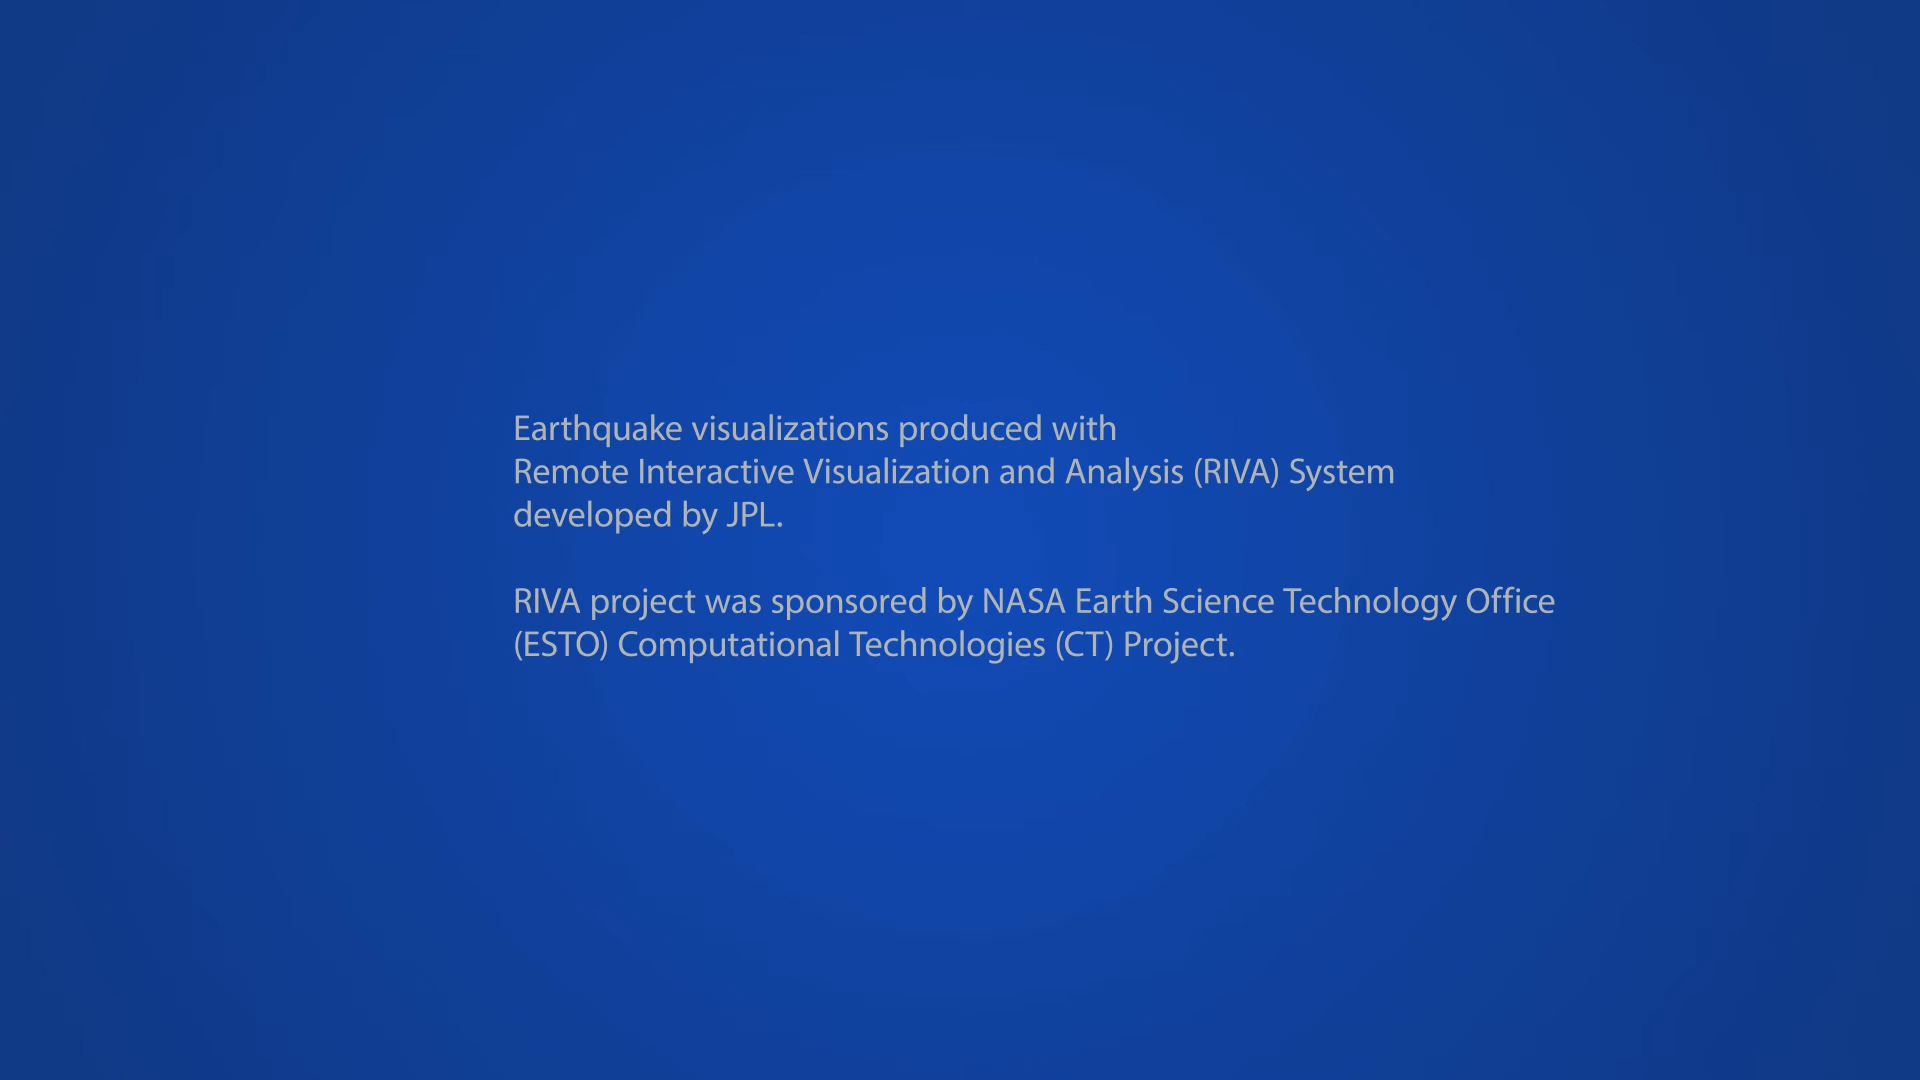 Earthquake visualizations produced with
Remote Interactive Visualization and Analysis (RIVA) System
developed by JPL.
RIVA project was sponsored by NASA Earth Science Technology Office
(ESTO) Computational Technologies (CT) Project.